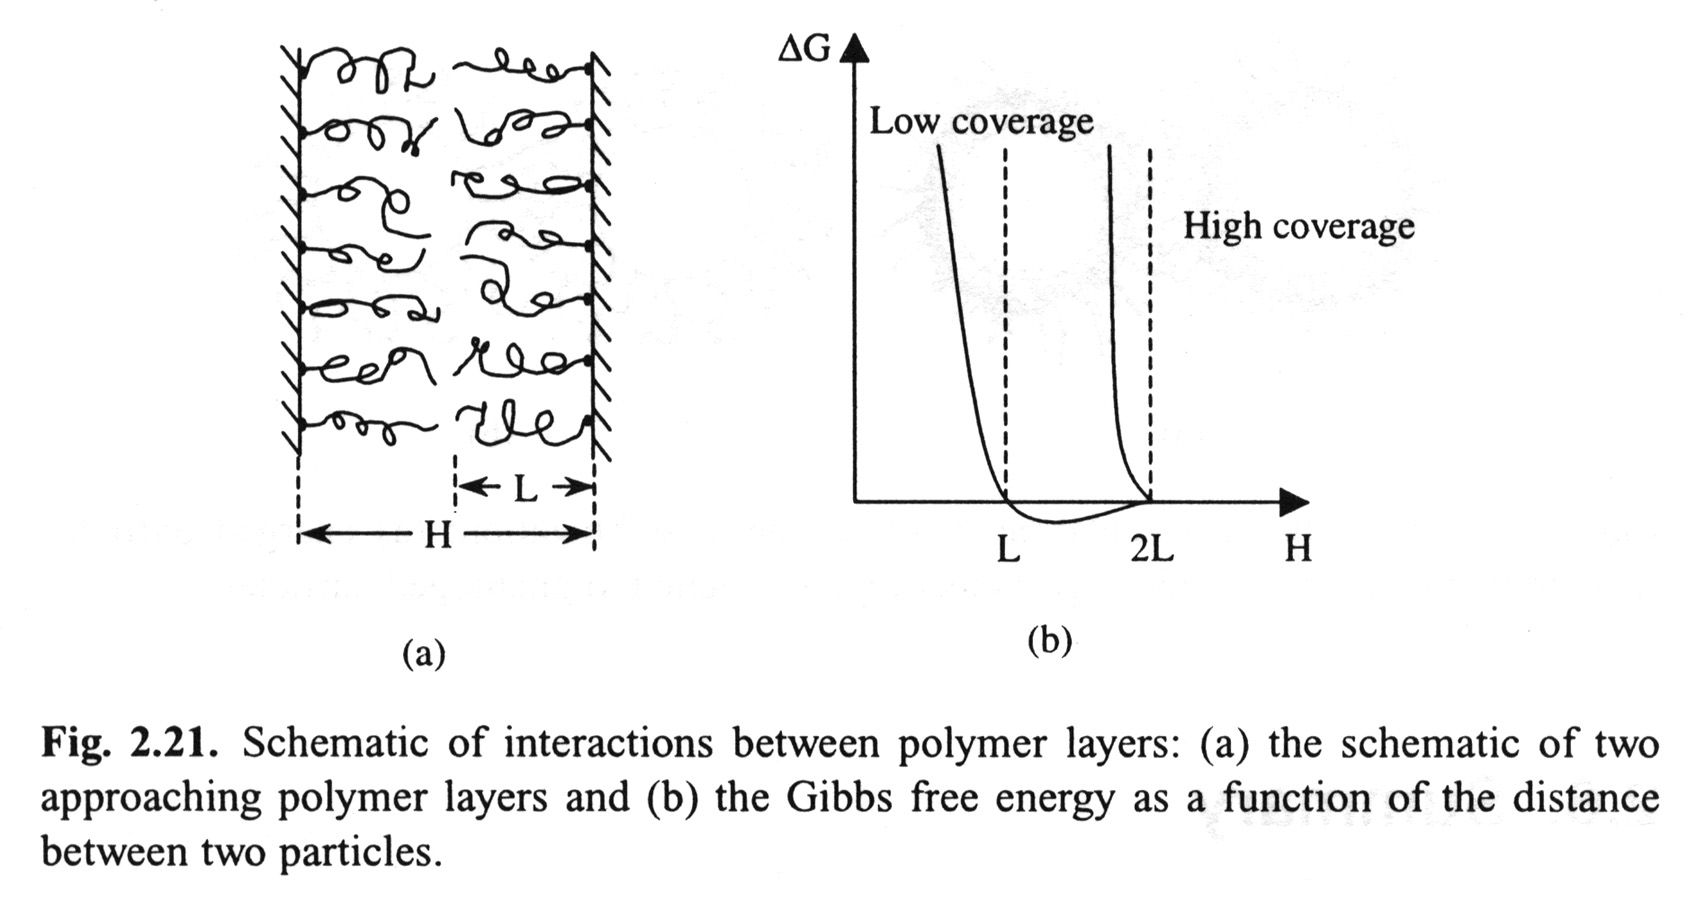 ΔG
Low coverage
High coverage
L
H
L
2L
H
(a)
(b)
Fig. 2.21. Schematic of interactions between polymer layers: (a) the schematic of two
approaching polymer layers and (b) the Gibbs free energy as a function of the distance
between two particles.